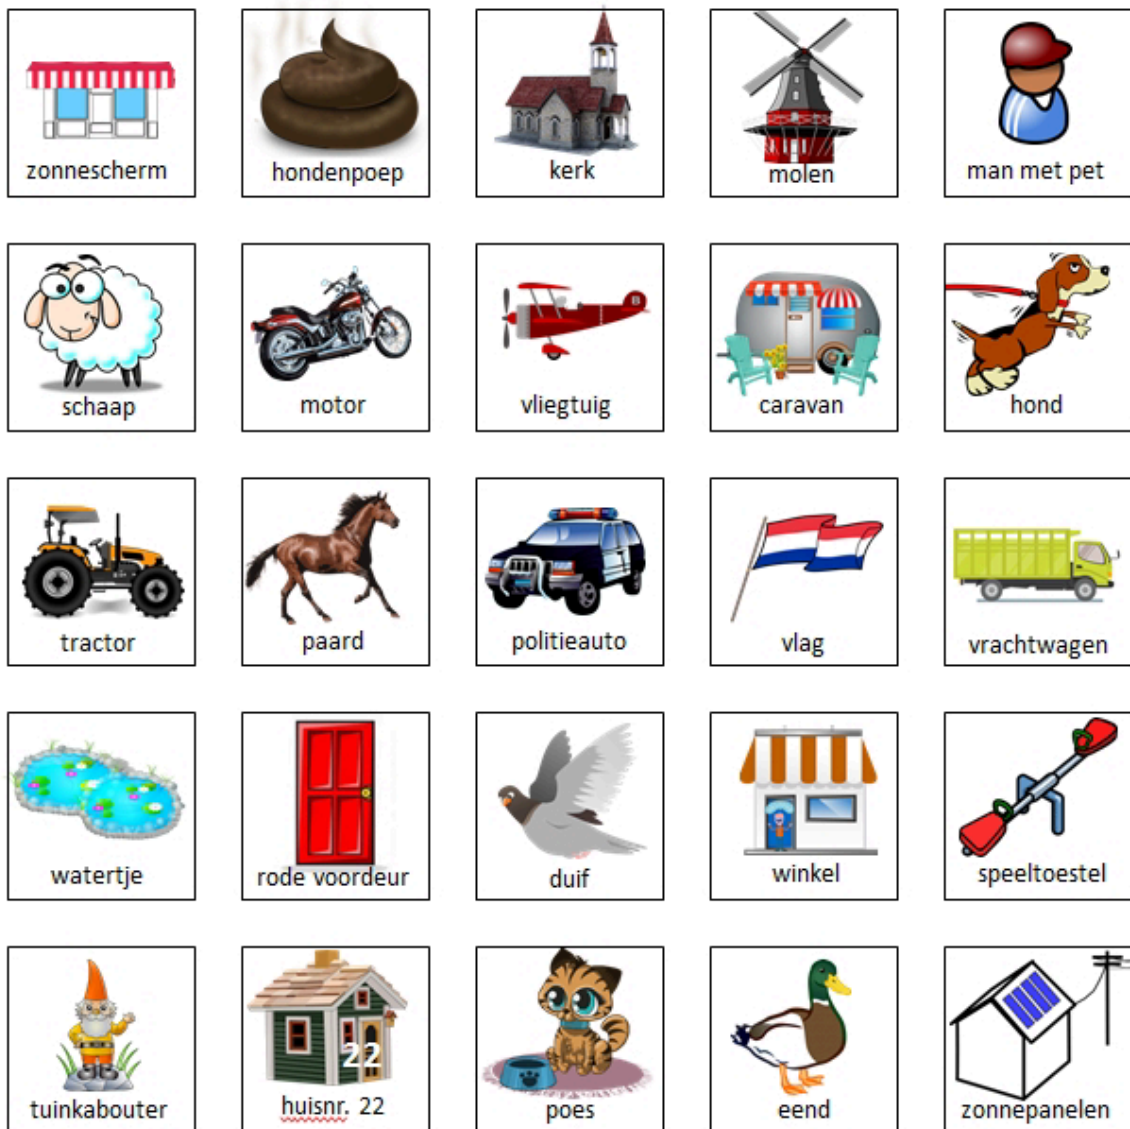 zonnescherm
hondenpoep
kerk
molen
man met pet
schaap
motor
vliegtuig
B
caravan
hond
tractor
paard
politieauto
vlag
vrachtwagen
watertje
rode voordeur
duif
winkel
speeltoestel
tuinkabouter
22
huisnr. 22
poes
eend
zonnepanelen